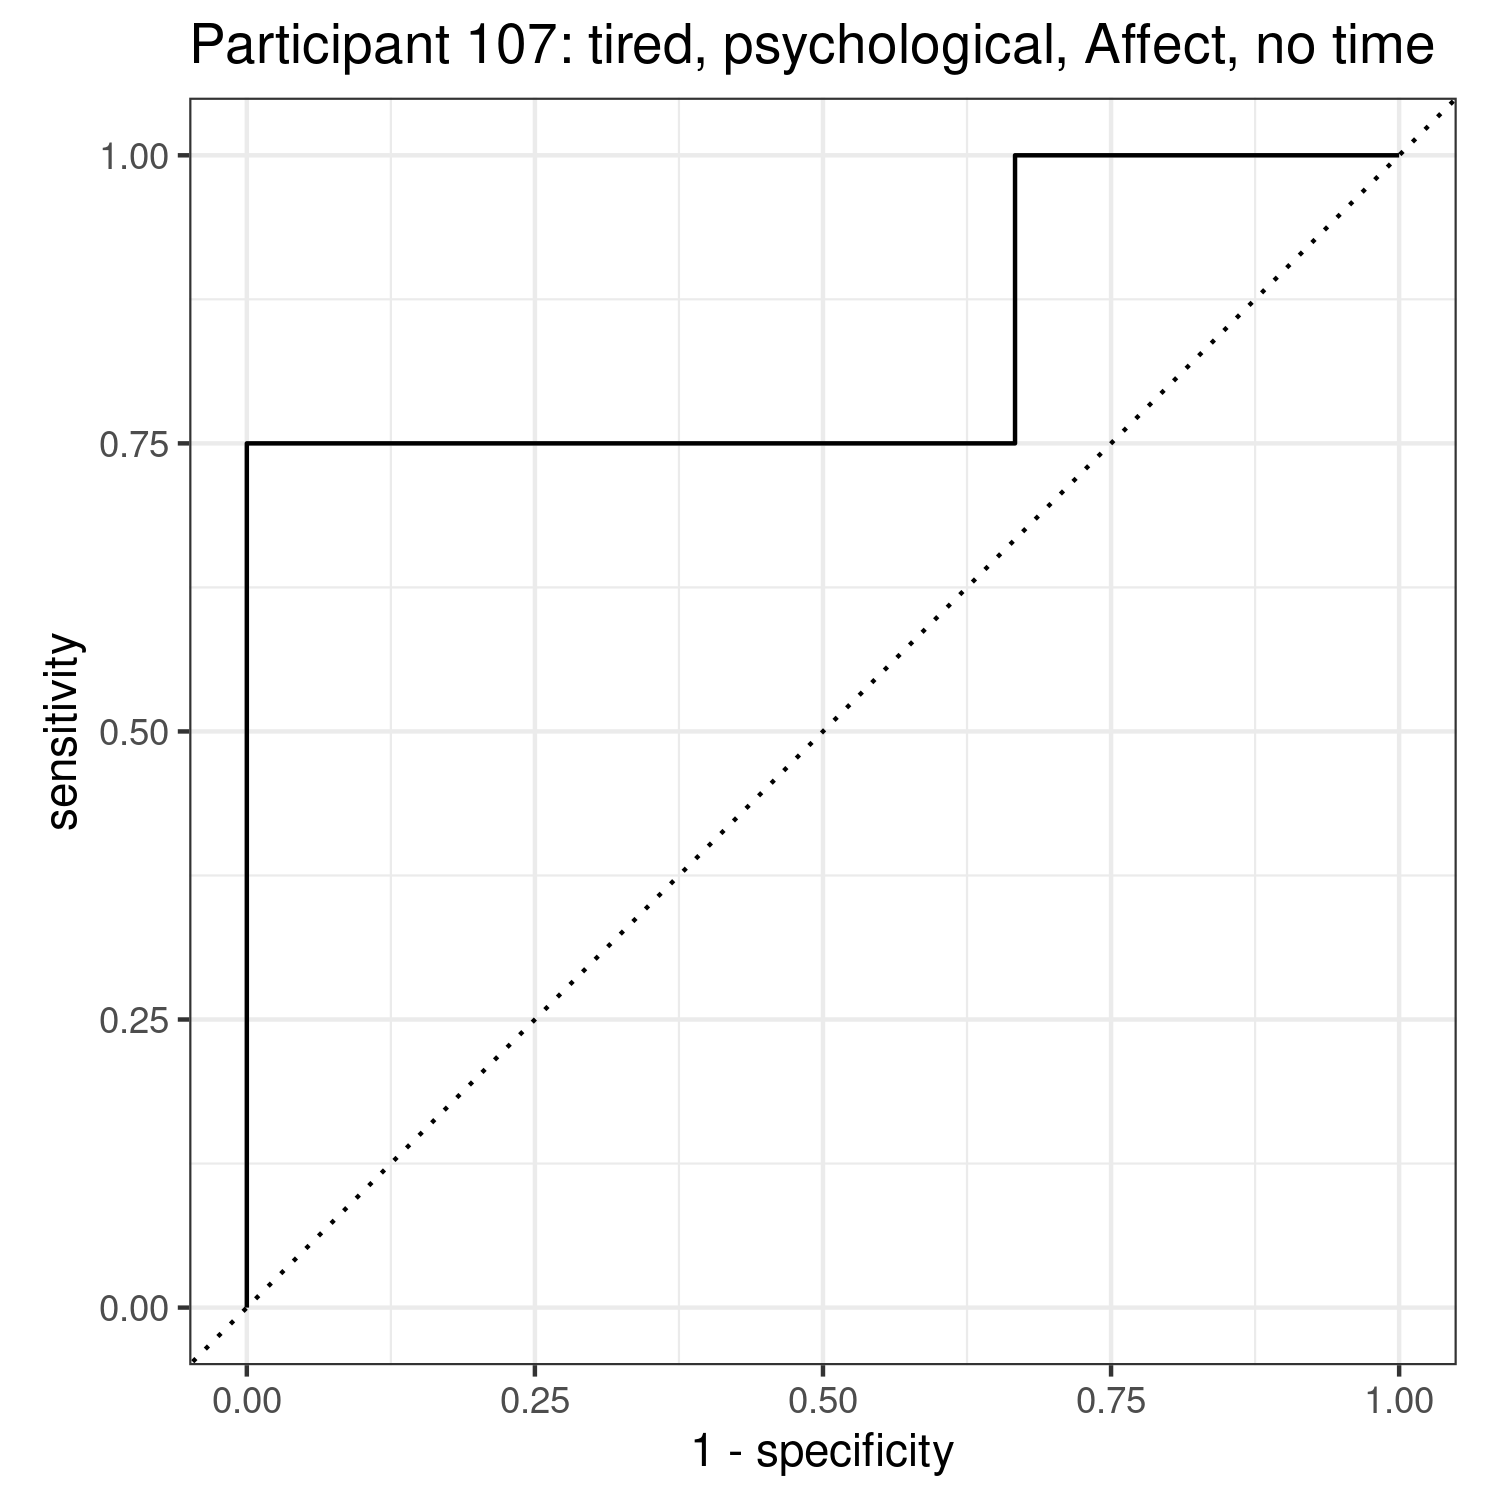 Participant 107: tired, psychological, Affect, no time
1.00
0.75
0.50
0.25
0.00
sensitivity
0.00 0.25 0.50 0.75 1.00
1 - specificity